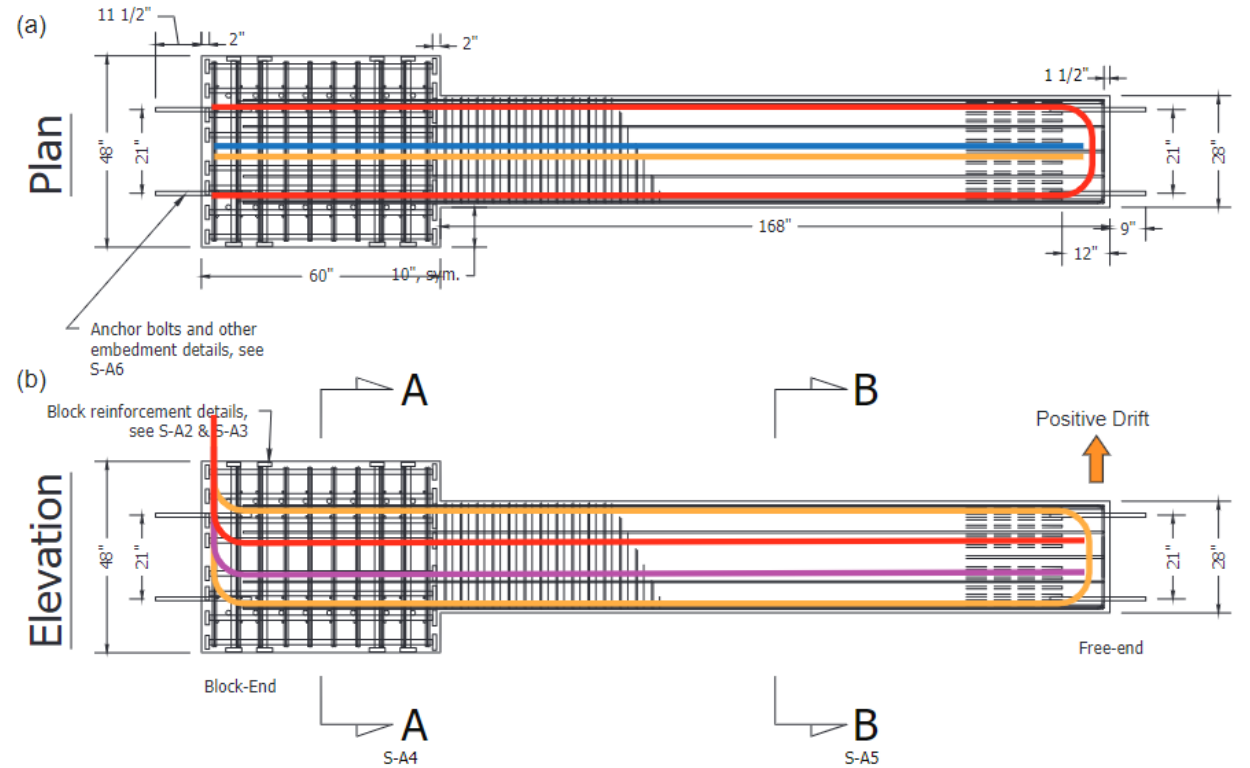 (a)
11 1/2"
2"
2"
1 1/2"
Plan
48"
21"
21"
28"
168"
9"
12"
60"
10", sym.
Anchor bolts and other
embedment details, see
S-A6
(b)
A
B
Block reinforcement details,
see S-A2 & S-A3
Positive Drift
Elevation
48"
21"
21"
28"
Free-end
Block-End
A
B
S-A4
S-A5